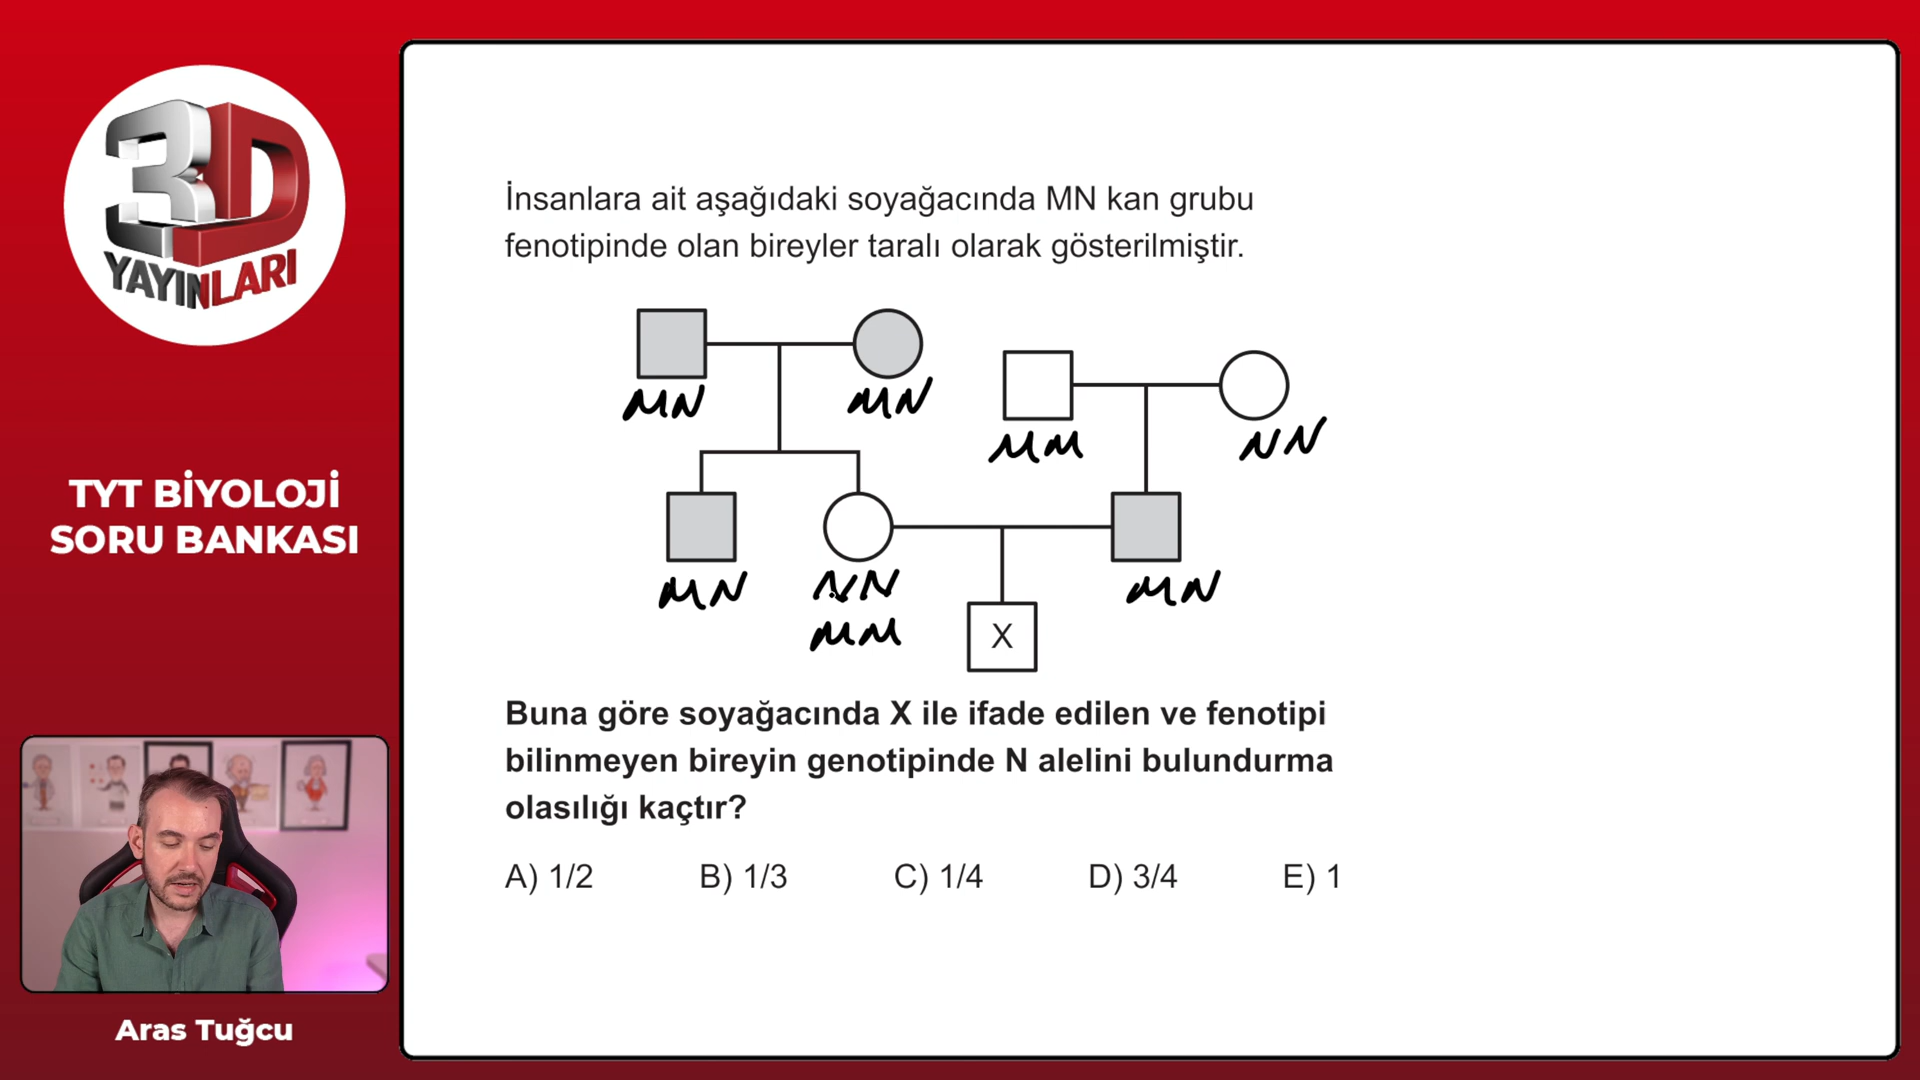 3D
YAYINLARI
TYT BİYOLOJİ
SORU BANKASI
Aras Tuğcu
İnsanlara ait aşağıdaki soyağacında MN kan grubu
fenotipinde olan bireyler taralı olarak gösterilmiştir.
MN
MN
MM
NN
MN
NN
MM
MN
X
Buna göre soyağacında X ile ifade edilen ve fenotipi
bilinmeyen bireyin genotipinde N alelini bulundurma
olasılığı kaçtır?
A) 1/2 B) 1/3 C) 1/4 D) 3/4 E) 1